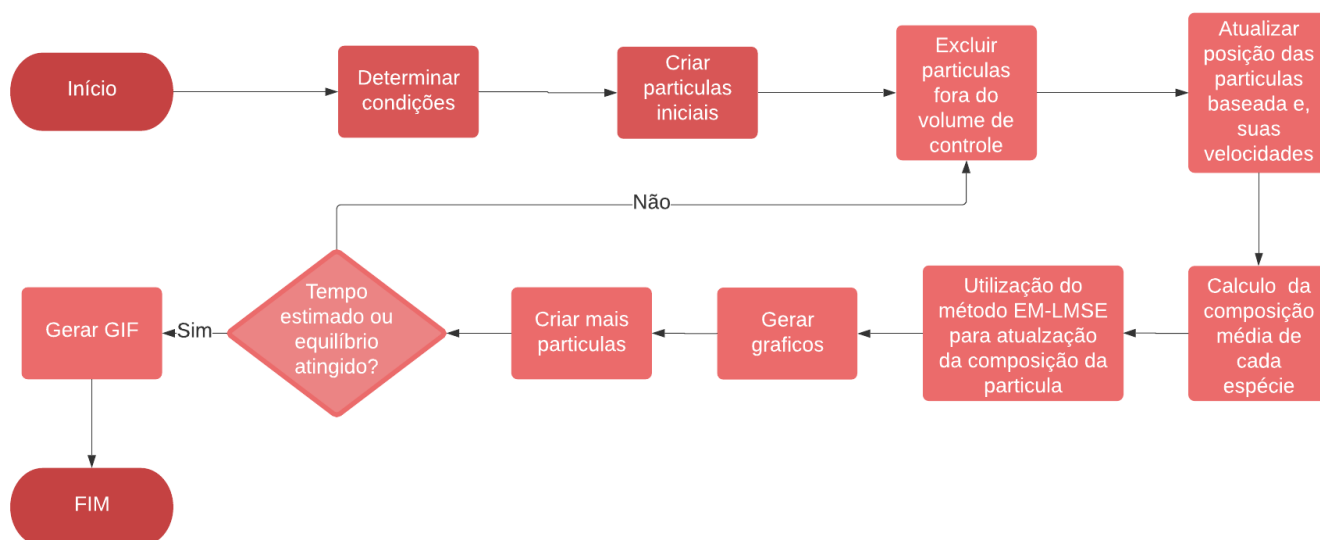 Início
Determinar
condições
Criar
particulas
iniciais
Excluir
particulas
fora do
volume de
controle
Atualizar
posição das
particulas
baseada e,
suas
velocidades
Calculo da
composição
média de
cada
espécie
Utilização do
método EM-LMSE
para atualzação
da composição da
particula
Gerar
graficos
Criar mais
particulas
Tempo
estimado ou
equilíbrio
atingido?
Não
Sim
Gerar GIF
FIM